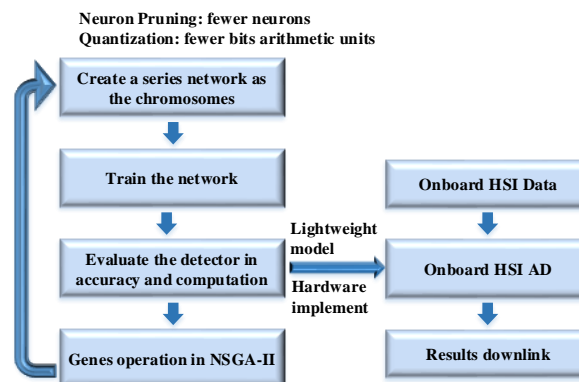 Neuron Pruning: fewer neurons
Quantization: fewer bits arithmetic units
Create a series network as
the chromosomes
Train the network
Evaluate the detector in
accuracy and computation
Genes operation in NSGA-II
Lightweight
model
Hardware
implement
Onboard HSI Data
Onboard HSI AD
Results downlink